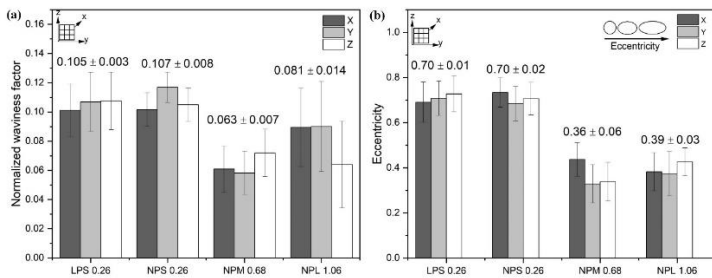 (a)
z
x
y
X
Y
Z
0.105 ± 0.003
0.107 ± 0.008
0.063 ± 0.007
0.081 ± 0.014
Normalized waviness factor
0.16
0.14
0.12
0.10
0.08
0.06
0.04
0.02
0.00
LPS 0.26
NPS 0.26
NPM 0.68
NPL 1.06
(b)
z
x
y
Eccentricity
X
Y
Z
0.70 ± 0.01
0.70 ± 0.02
0.36 ± 0.06
0.39 ± 0.03
Eccentricity
1.0
0.8
0.6
0.4
0.2
0.0
LPS 0.26
NPS 0.26
NPM 0.68
NPL 1.06